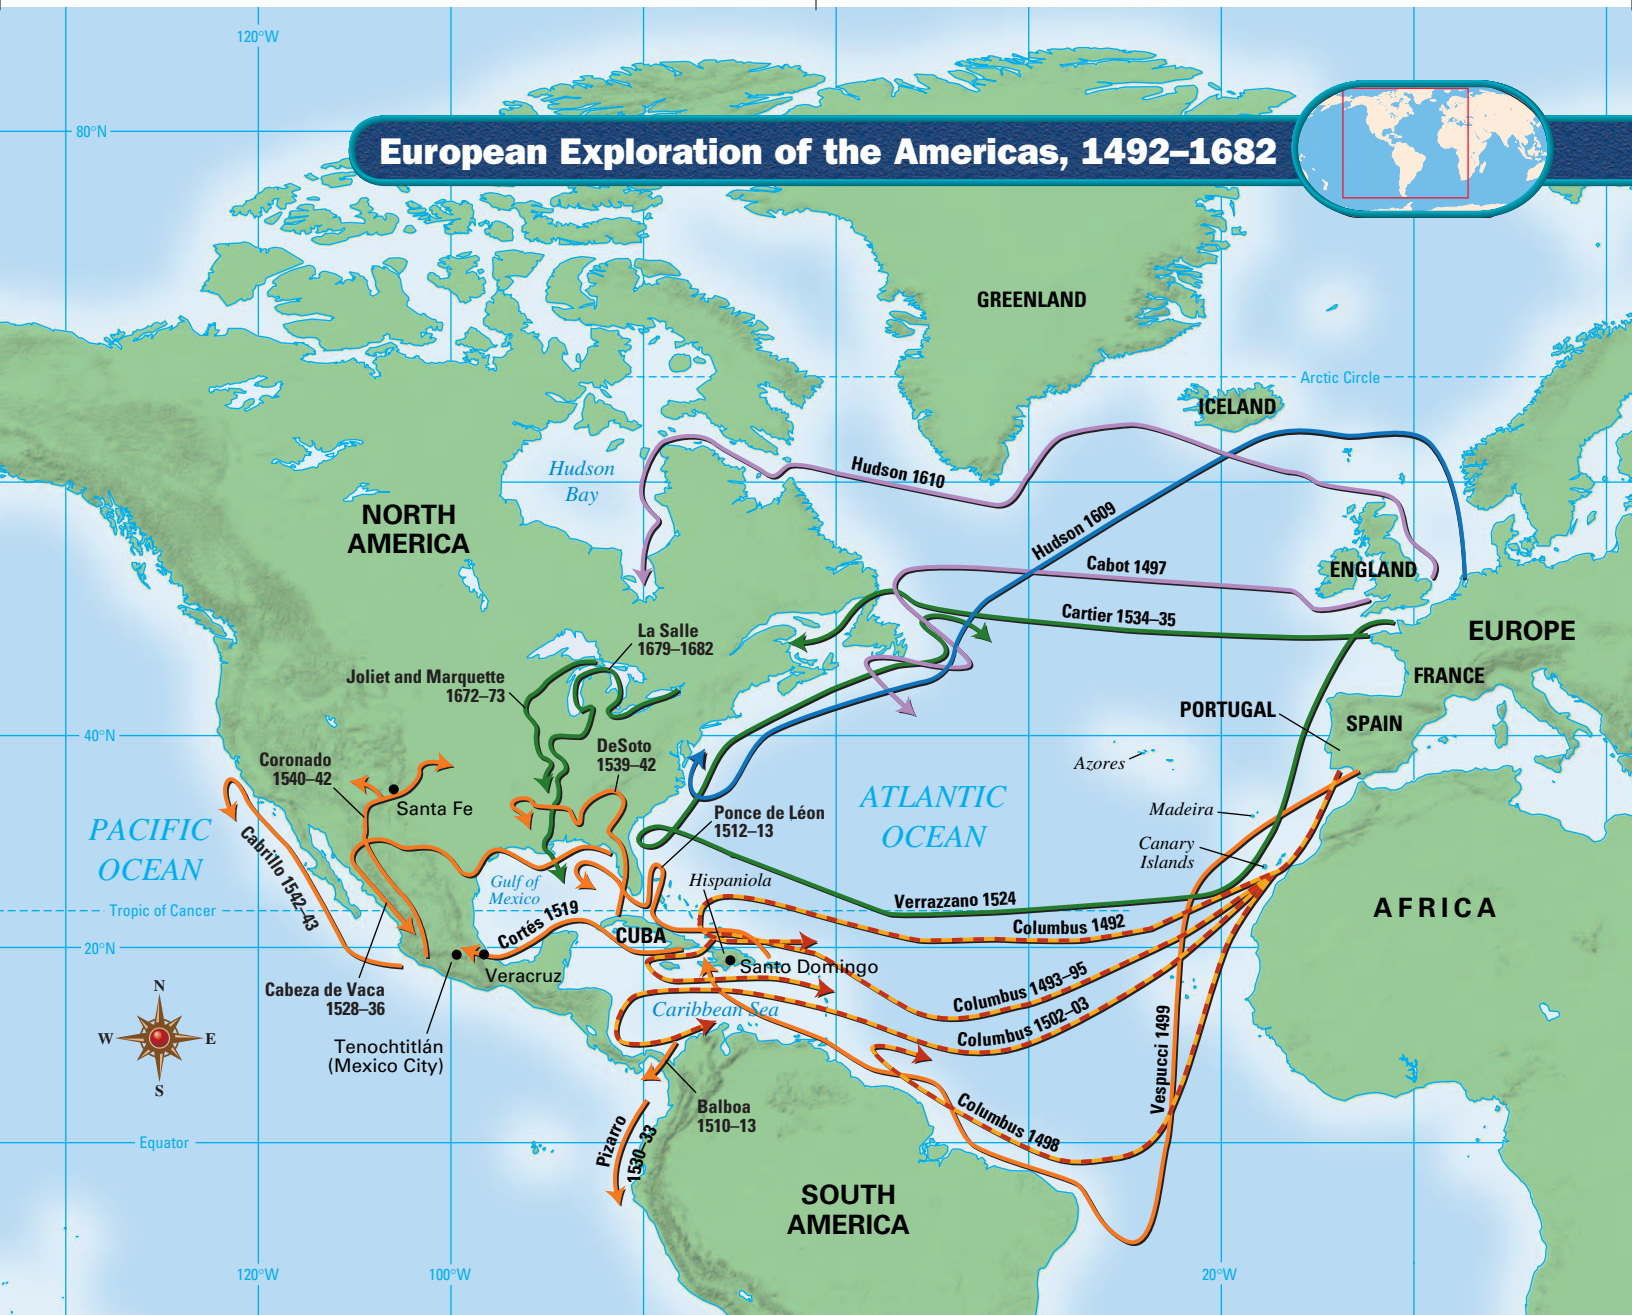 120°W
80°N
European Exploration of the Americas, 1492–1682
GREENLAND
Arctic Circle
ICELAND
Hudson
Bay
Hudson 1610
NORTH
AMERICA
Hudson 1609
Cabot 1497
ENGLAND
Cartier 1534–35
EUROPE
La Salle
1679–1682
Joliet and Marquette
1672–73
FRANCE
PORTUGAL
SPAIN
40°N
DeSoto
1539–42
Coronado
1540–42
Azores
Santa Fe
ATLANTIC
OCEAN
Ponce de Léon
1512–13
Madeira
PACIFIC
OCEAN
Cabrillo 1542–43
Canary
Islands
Gulf of
Mexico
Hispaniola
Verrazzano 1524
AFRICA
Tropic of Cancer
Cortés 1519
CUBA
Columbus 1492
20°N
Veracruz
Santo Domingo
Cabeza de Vaca
1528–36
Columbus 1493–95
Caribbean Sea
Columbus 1502–03
N
W
E
S
Tenochtitlán
(Mexico City)
Vespucci 1499
Balboa
1510–13
Columbus 1498
Equator
Pizarro
1530–33
SOUTH
AMERICA
120°W
100°W
20°W